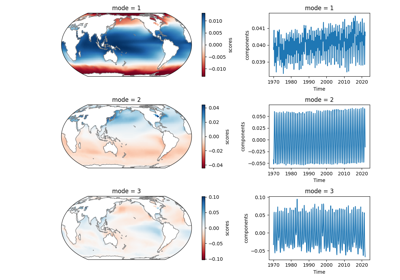 mode = 1
0.010
0.005
0.000
−0.005
−0.010
scores
mode = 1
0.041
0.040
0.039
components
1970 1980 1990 2000 2010 2020
Time
mode = 2
0.04
0.02
0.00
−0.02
−0.04
scores
mode = 2
0.050
0.025
0.000
−0.025
−0.050
components
1970 1980 1990 2000 2010 2020
Time
mode = 3
0.10
0.05
0.00
−0.05
−0.10
scores
mode = 3
0.10
0.05
0.00
−0.05
components
1970 1980 1990 2000 2010 2020
Time